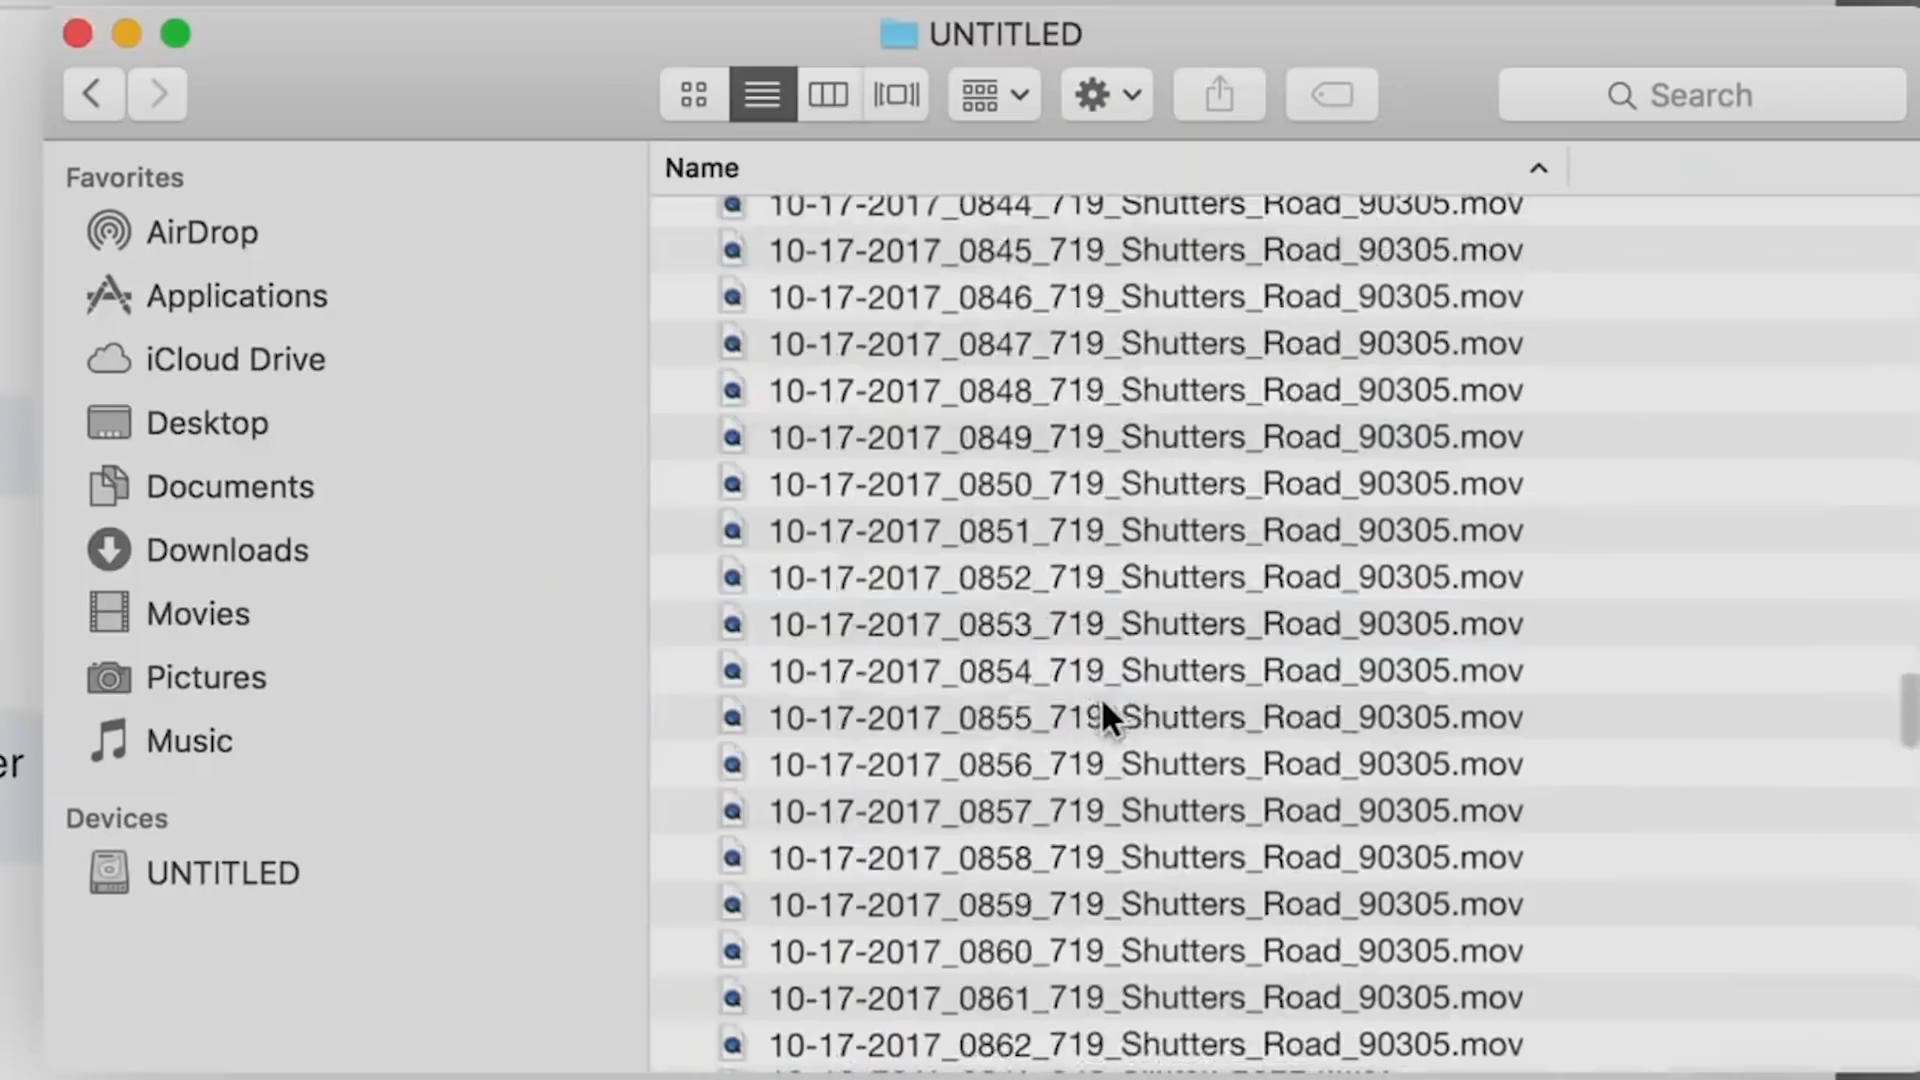 UNTITLED
Search
Name
Favorites
AirDrop
Applications
iCloud Drive
Desktop
Documents
Downloads
Movies
Pictures
Music
Devices
UNTITLED
er
10-17-2017_0844_719_Shutters_Road_90305.mov
10-17-2017_0845_719_Shutters_Road_90305.mov
10-17-2017_0846_719_Shutters_Road_90305.mov
10-17-2017_0847_719_Shutters_Road_90305.mov
10-17-2017_0848_719_Shutters_Road_90305.mov
10-17-2017_0849_719_Shutters_Road_90305.mov
10-17-2017_0850_719_Shutters_Road_90305.mov
10-17-2017_0851_719_Shutters_Road_90305.mov
10-17-2017_0852_719_Shutters_Road_90305.mov
10-17-2017_0853_719_Shutters_Road_90305.mov
10-17-2017_0854_719_Shutters_Road_90305.mov
10-17-2017_0855_719_Shutters_Road_90305.mov
10-17-2017_0856_719_Shutters_Road_90305.mov
10-17-2017_0857_719_Shutters_Road_90305.mov
10-17-2017_0858_719_Shutters_Road_90305.mov
10-17-2017_0859_719_Shutters_Road_90305.mov
10-17-2017_0860_719_Shutters_Road_90305.mov
10-17-2017_0861_719_Shutters_Road_90305.mov
10-17-2017_0862_719_Shutters_Road_90305.mov